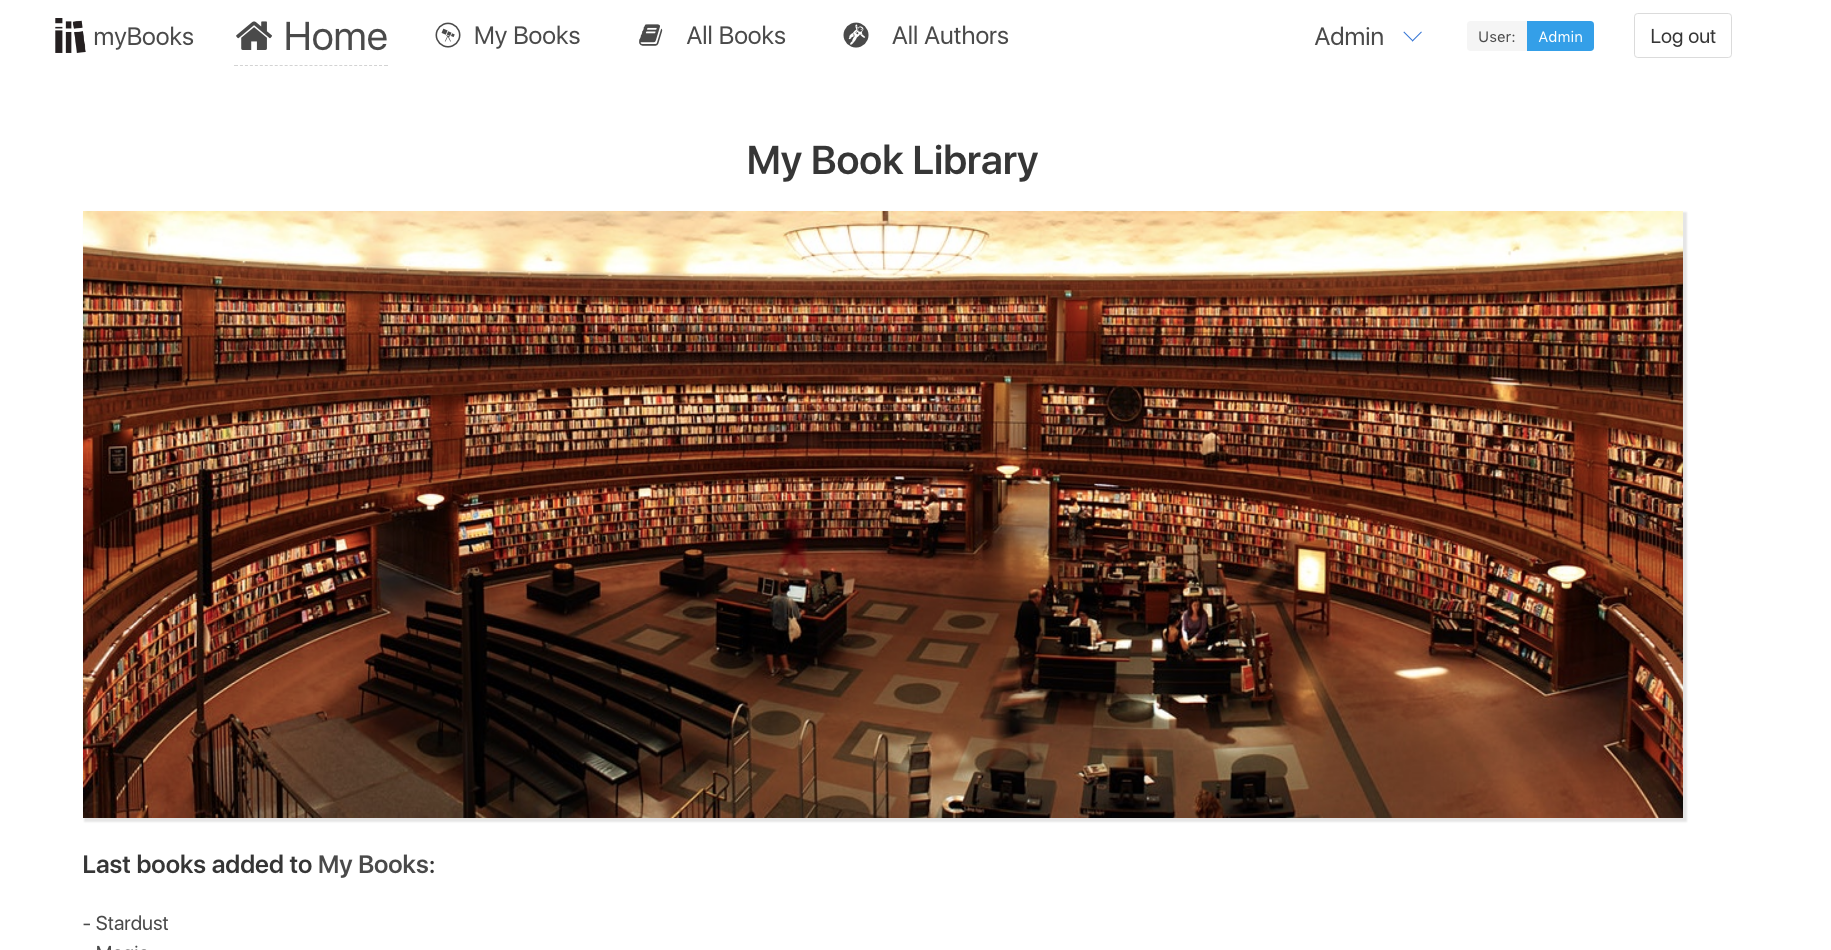 myBooks Home My Books All Books All Authors Admin User: Admin Log out
My Book Library
Last books added to My Books:
- Stardust